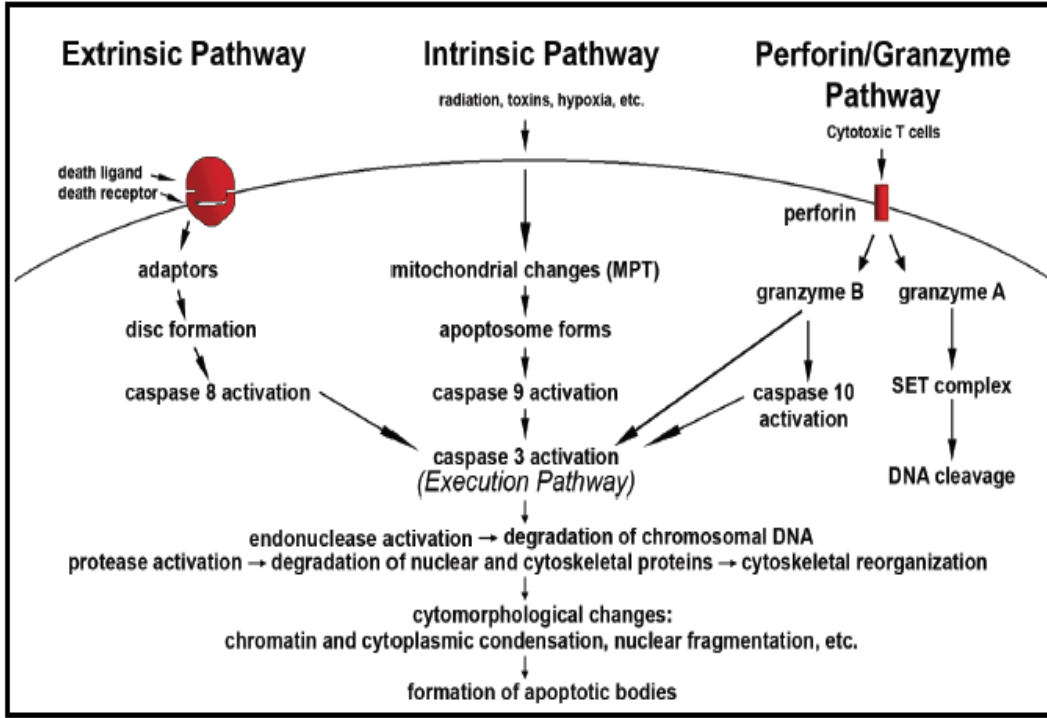 Extrinsic Pathway
Intrinsic Pathway
Perforin/Granzyme
Pathway
radiation, toxins, hypoxia, etc.
Cytotoxic T cells
death ligand
death receptor
perforin
adaptors
mitochondrial changes (MPT)
granzyme B
granzyme A
disc formation
apoptosome forms
caspase 8 activation
caspase 9 activation
caspase 10
activation
SET complex
caspase 3 activation
(Execution Pathway)
DNA cleavage
endonuclease activation → degradation of chromosomal DNA
protease activation → degradation of nuclear and cytoskeletal proteins → cytoskeletal reorganization
cytomorphological changes:
chromatin and cytoplasmic condensation, nuclear fragmentation, etc.
formation of apoptotic bodies